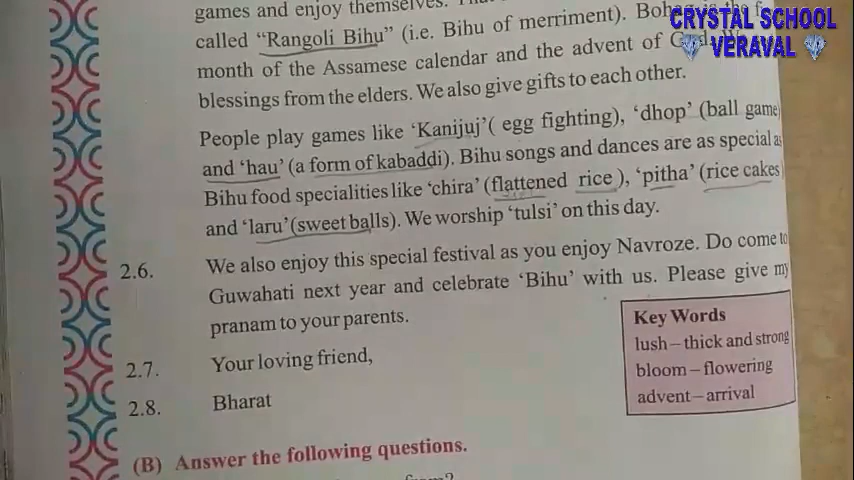 CRYSTAL SCHOOL
VERAVAL
games and enjoy themselves.
called “Rangoli Bihu” (i.e. Bihu of merriment). is the
month of the Assamese calendar and the advent of
blessings from the elders. We also give gifts to each other.
People play games like ‘Kanijuj’( egg fighting), ‘dhop’ (ball game
and ‘hau’ (a form of kabaddi). Bihu songs and dances are as special as
Bihu food specialities like ‘chira’ (flattened rice ), ‘pitha’ (rice cakes)
and ‘laru’(sweet balls). We worship ‘tulsi’ on this day.
2.6. We also enjoy this special festival as you enjoy Navroze. Do come to
Guwahati next year and celebrate ‘Bihu’ with us. Please give my
pranam to your parents.
Key Words
lush – thick and strong
bloom – flowering
advent – arrival
2.7. Your loving friend,
2.8. Bharat
(B) Answer the following questions.